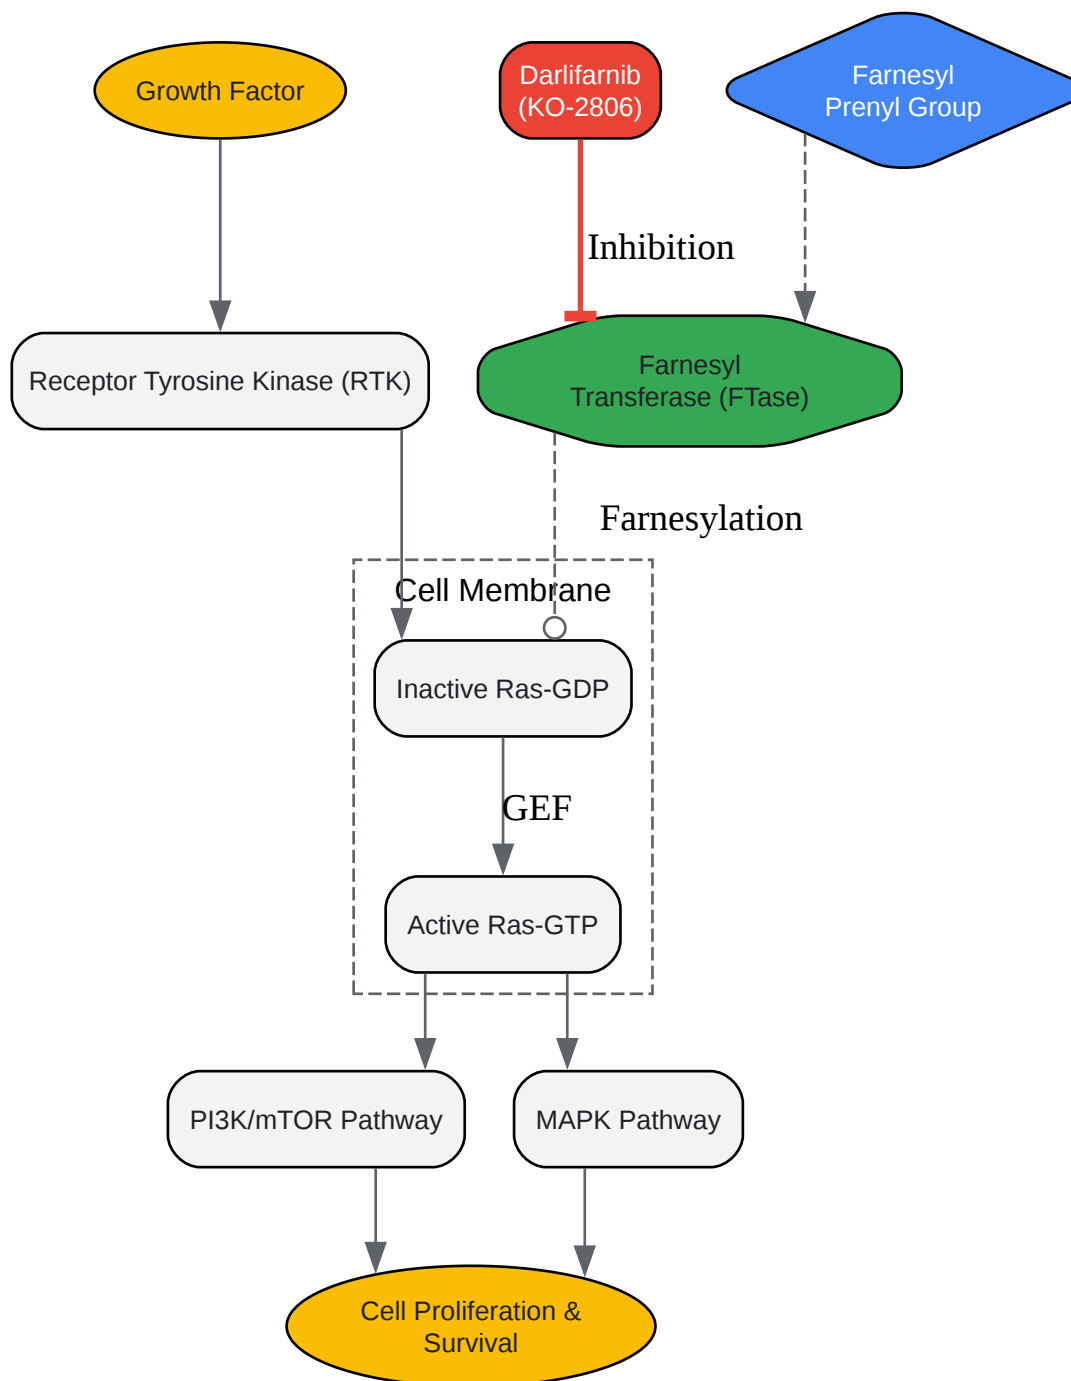 Growth Factor
Darlifarnib
(KO-2806)
Farnesyl
Prenyl Group
Inhibition
Receptor Tyrosine Kinase (RTK)
Farnesyl
Transferase (FTase)
Farnesylation
Cell Membrane
Inactive Ras-GDP
GEF
Active Ras-GTP
PI3K/mTOR Pathway
MAPK Pathway
Cell Proliferation &
Survival